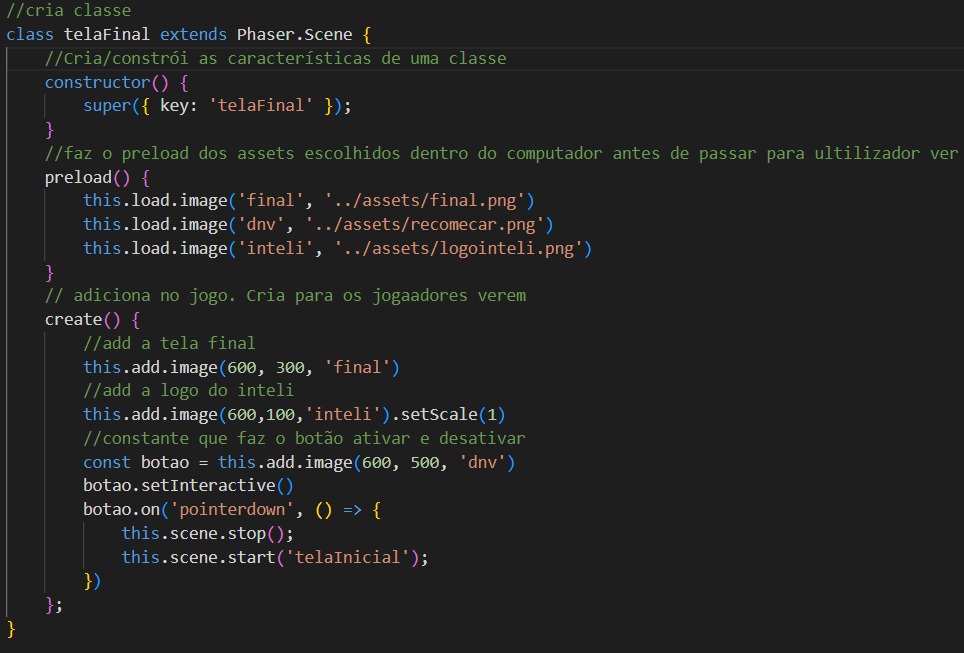 //cria classe
class telaFinal extends Phaser.Scene {
    //Cria/constrói as características de uma classe
    constructor() {
        super({ key: 'telaFinal' });
    }
    //faz o preload dos assets escolhidos dentro do computador antes de passar para ultilizador ver
    preload() {
        this.load.image('final', '../assets/final.png')
        this.load.image('dnv', '../assets/recomecar.png')
        this.load.image('inteli', '../assets/logointeli.png')
    }
    // adiciona no jogo. Cria para os jogaadores verem
    create() {
        //add a tela final
        this.add.image(600, 300, 'final')
        //add a logo do inteli
        this.add.image(600,100,'inteli').setScale(1)
        //constante que faz o botão ativar e desativar
        const botao = this.add.image(600, 500, 'dnv')
        botao.setInteractive()
        botao.on('pointerdown', () => {
            this.scene.stop();
            this.scene.start('telaInicial');
        })
    };
}